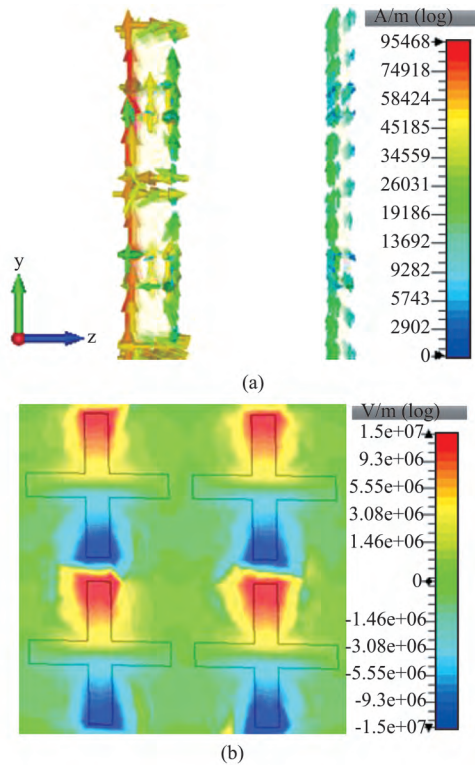 A/m (log)
95468
74918
58424
45185
34559
26031
19186
13692
9282
5743
2902
0
y
z
(a)
V/m (log)
1.5e+07
9.3e+06
5.55e+06
3.08e+06
1.46e+06
0
-1.46e+06
-3.08e+06
-5.55e+06
-9.3e+06
-1.5e+07
(b)